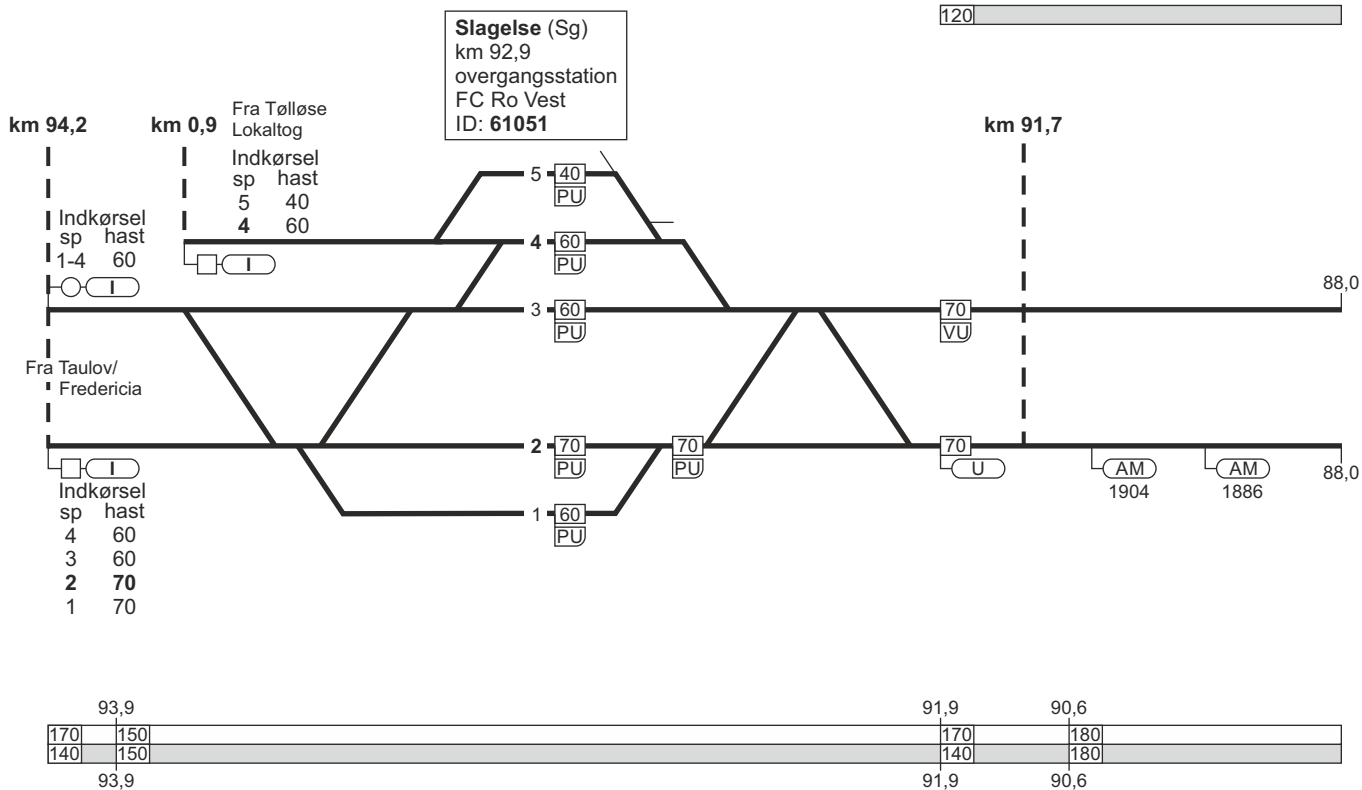 120
Slagelse (Sg)
km 92,9
overgangsstation
FC Ro Vest
ID: 61051
km 94,2
km 0,9
Fra Tølløse
Lokaltog
km 91,7
Indkørsel
sp hast
5 40
4 60
Indkørsel
sp hast
1-4 60
I
I
5 40
PU
4 60
PU
3 60
PU
70
VU
88,0
Fra Taulov/
Fredericia
2 70
PU
70
PU
70
U
AM
1904
AM
1886
88,0
I
Indkørsel
sp hast
4 60
3 60
2 70
1 70
1 60
PU
93,9 91,9 90,6
170 150 170 180
140 150 140 180
93,9 91,9 90,6